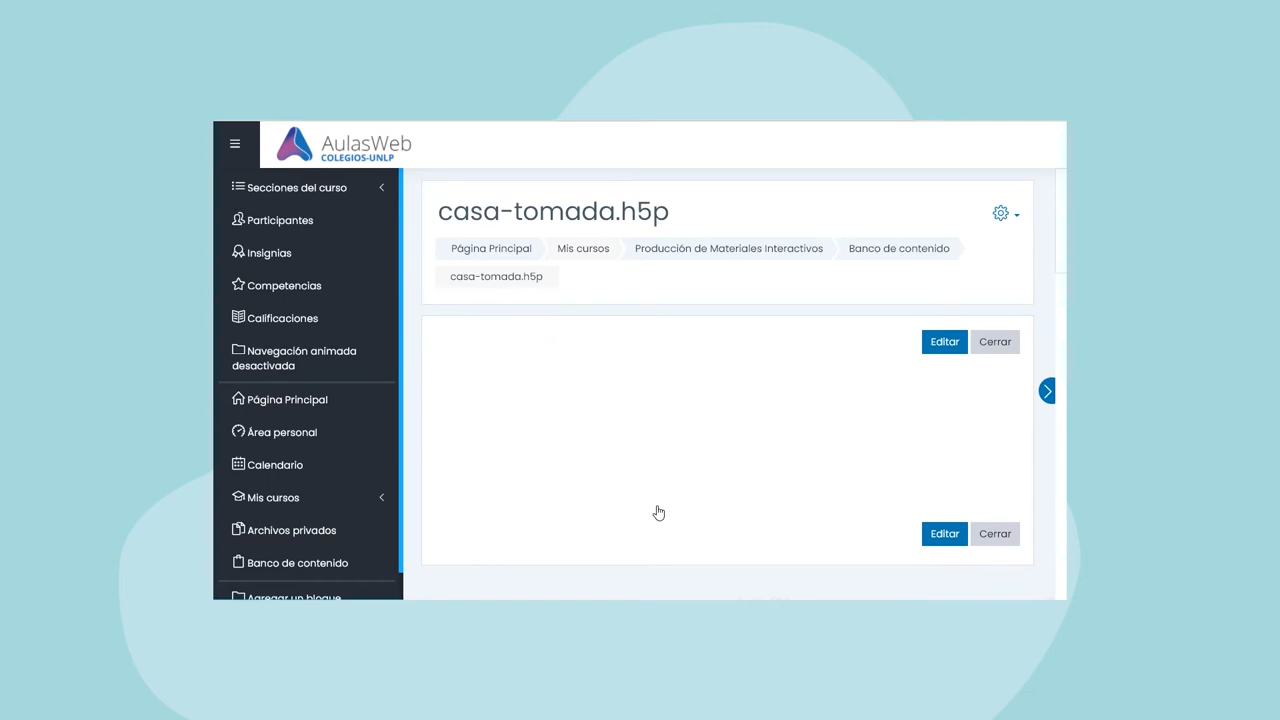 AulasWeb
COLEGIOS-UNLP
Secciones del curso
Participantes
Insignias
Competencias
Calificaciones
Navegación animada
desactivada
Página Principal
Área personal
Calendario
Mis cursos
Archivos privados
Banco de contenido
Agregar un bloque
casa-tomada.h5p
Página Principal Mis cursos Producción de Materiales Interactivos Banco de contenido
casa-tomada.h5p
Editar Cerrar
Editar Cerrar